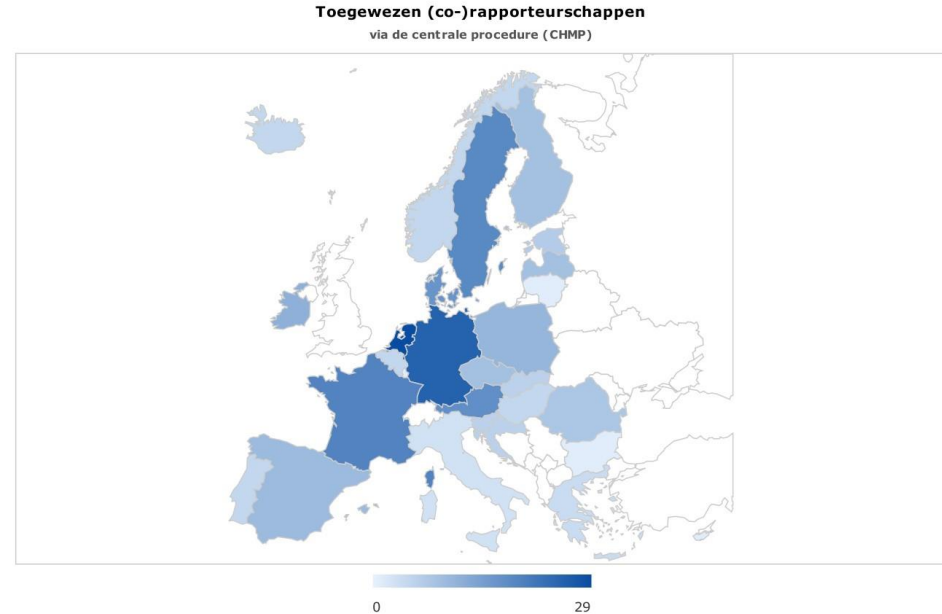 Toegewezen (co-)rapporteurschappen
via de centrale procedure (CHMP)
0
29